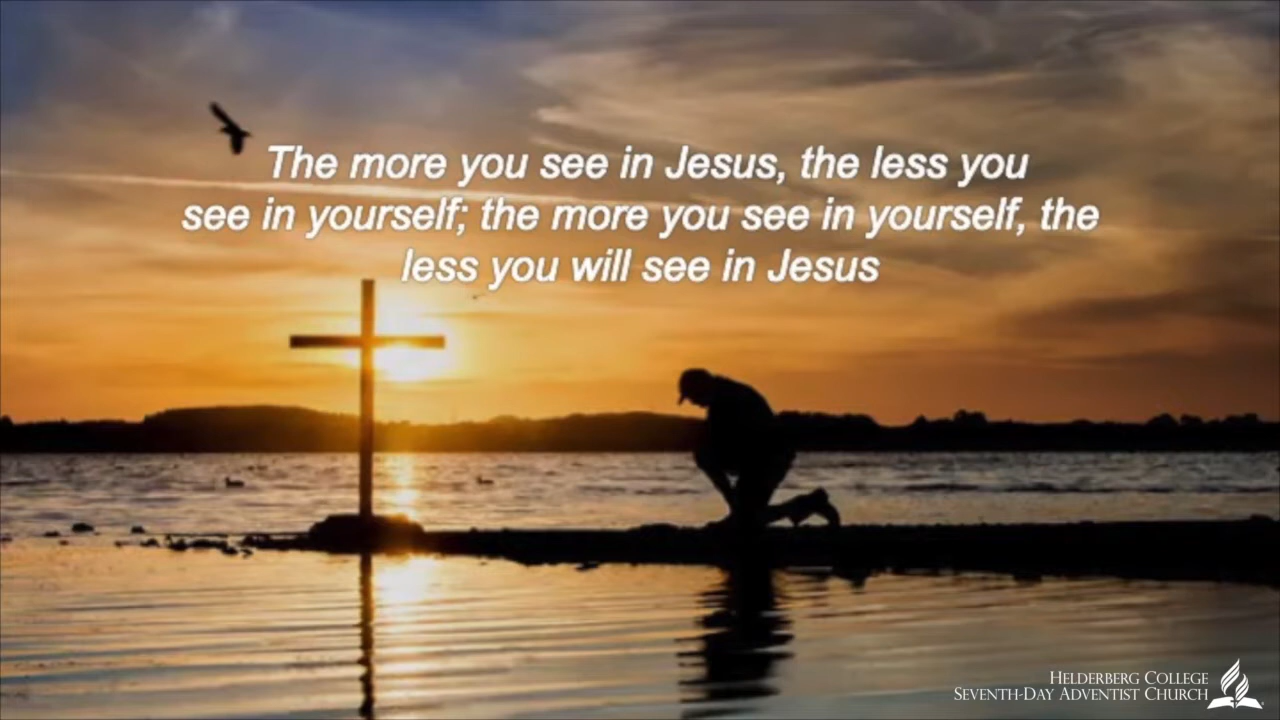 The more you see in Jesus, the less you
see in yourself; the more you see in yourself, the
less you will see in Jesus
Helderberg College
Seventh-Day Adventist Church